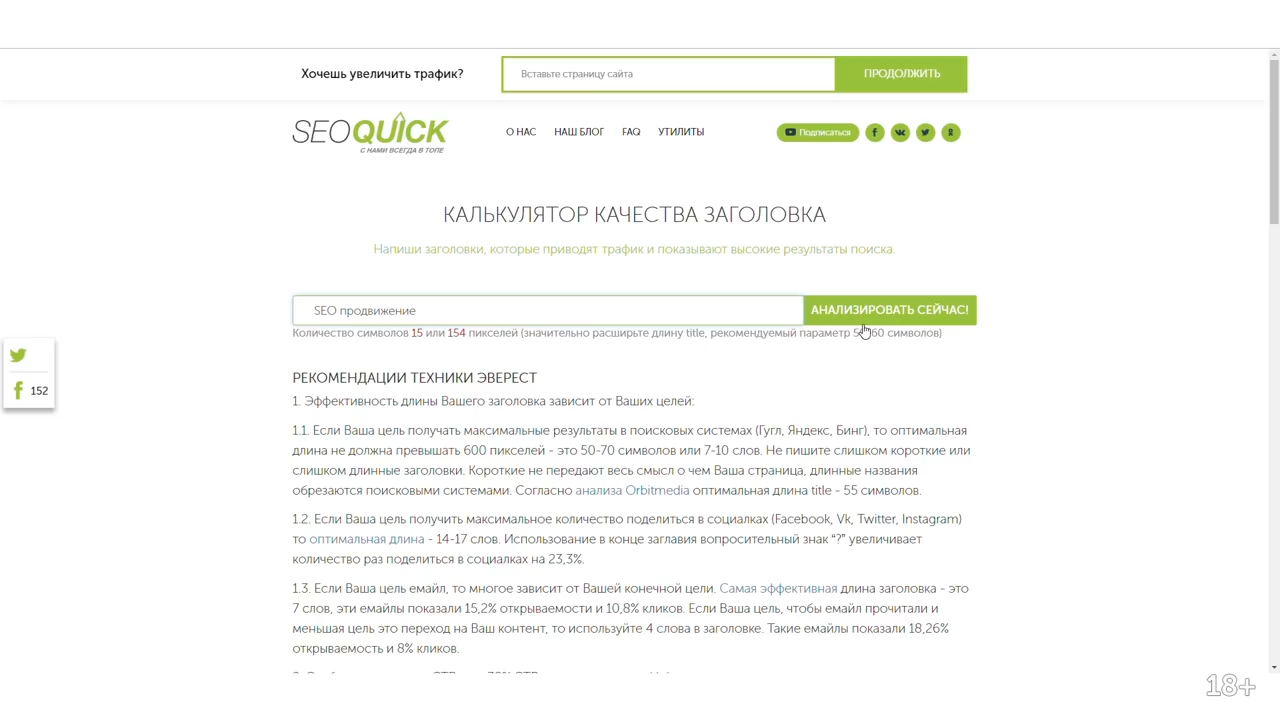 Хочешь увеличить трафик?
Вставьте страницу сайта
ПРОДОЛЖИТЬ
SEOQUICK
С НАМИ ВСЕГДА В ТОПЕ
О НАС НАШ БЛОГ FAQ УТИЛИТЫ
Подписаться
КАЛЬКУЛЯТОР КАЧЕСТВА ЗАГОЛОВКА
Напиши заголовки, которые приводят трафик и показывают высокие результаты поиска.
SEO продвижение
АНАЛИЗИРОВАТЬ СЕЙЧАС!
Количество символов 15 или 154 пикселей (значительно расширьте длину title, рекомендуемый параметр 60 символов)
152
РЕКОМЕНДАЦИИ ТЕХНИКИ ЭВЕРЕСТ
1. Эффективность длины Вашего заголовка зависит от Ваших целей:
1.1. Если Ваша цель получать максимальные результаты в поисковых системах (Гугл, Яндекс, Бинг), то оптимальная
длина не должна превышать 600 пикселей - это 50-70 символов или 7-10 слов. Не пишите слишком короткие или
слишком длинные заголовки. Короткие не передают весь смысл о чем Ваша страница, длинные названия
обрезаются поисковыми системами. Согласно анализа Orbitmedia оптимальная длина title - 55 символов.
1.2. Если Ваша цель получить максимальное количество поделиться в социалках (Facebook, Vk, Twitter, Instagram)
то оптимальная длина - 14-17 слов. Использование в конце заглавия вопросительный знак “?” увеличивает
количество раз поделиться в социалках на 23,3%.
1.3. Если Ваша цель емайл, то многое зависит от Вашей конечной цели. Самая эффективная длина заголовка - это
7 слов, эти емайлы показали 15,2% открываемости и 10,8% кликов. Если Ваша цель, чтобы емайл прочитали и
меньшая цель это переход на Ваш контент, то используйте 4 слова в заголовке. Такие емайлы показали 18,26%
открываемость и 8% кликов.
18+